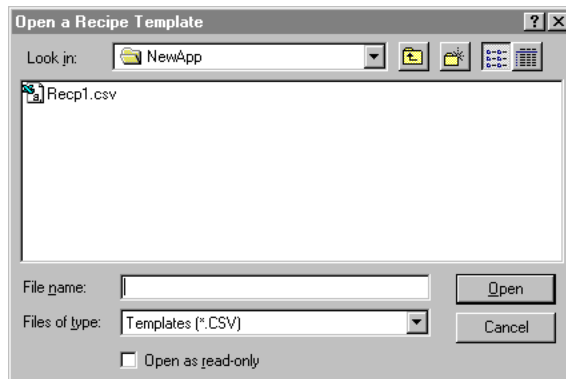 Open a Recipe Template
Look in: NewApp
Recp1.csv
File name: Open
Files of type: Templates (*.CSV) Cancel
Open as read-only